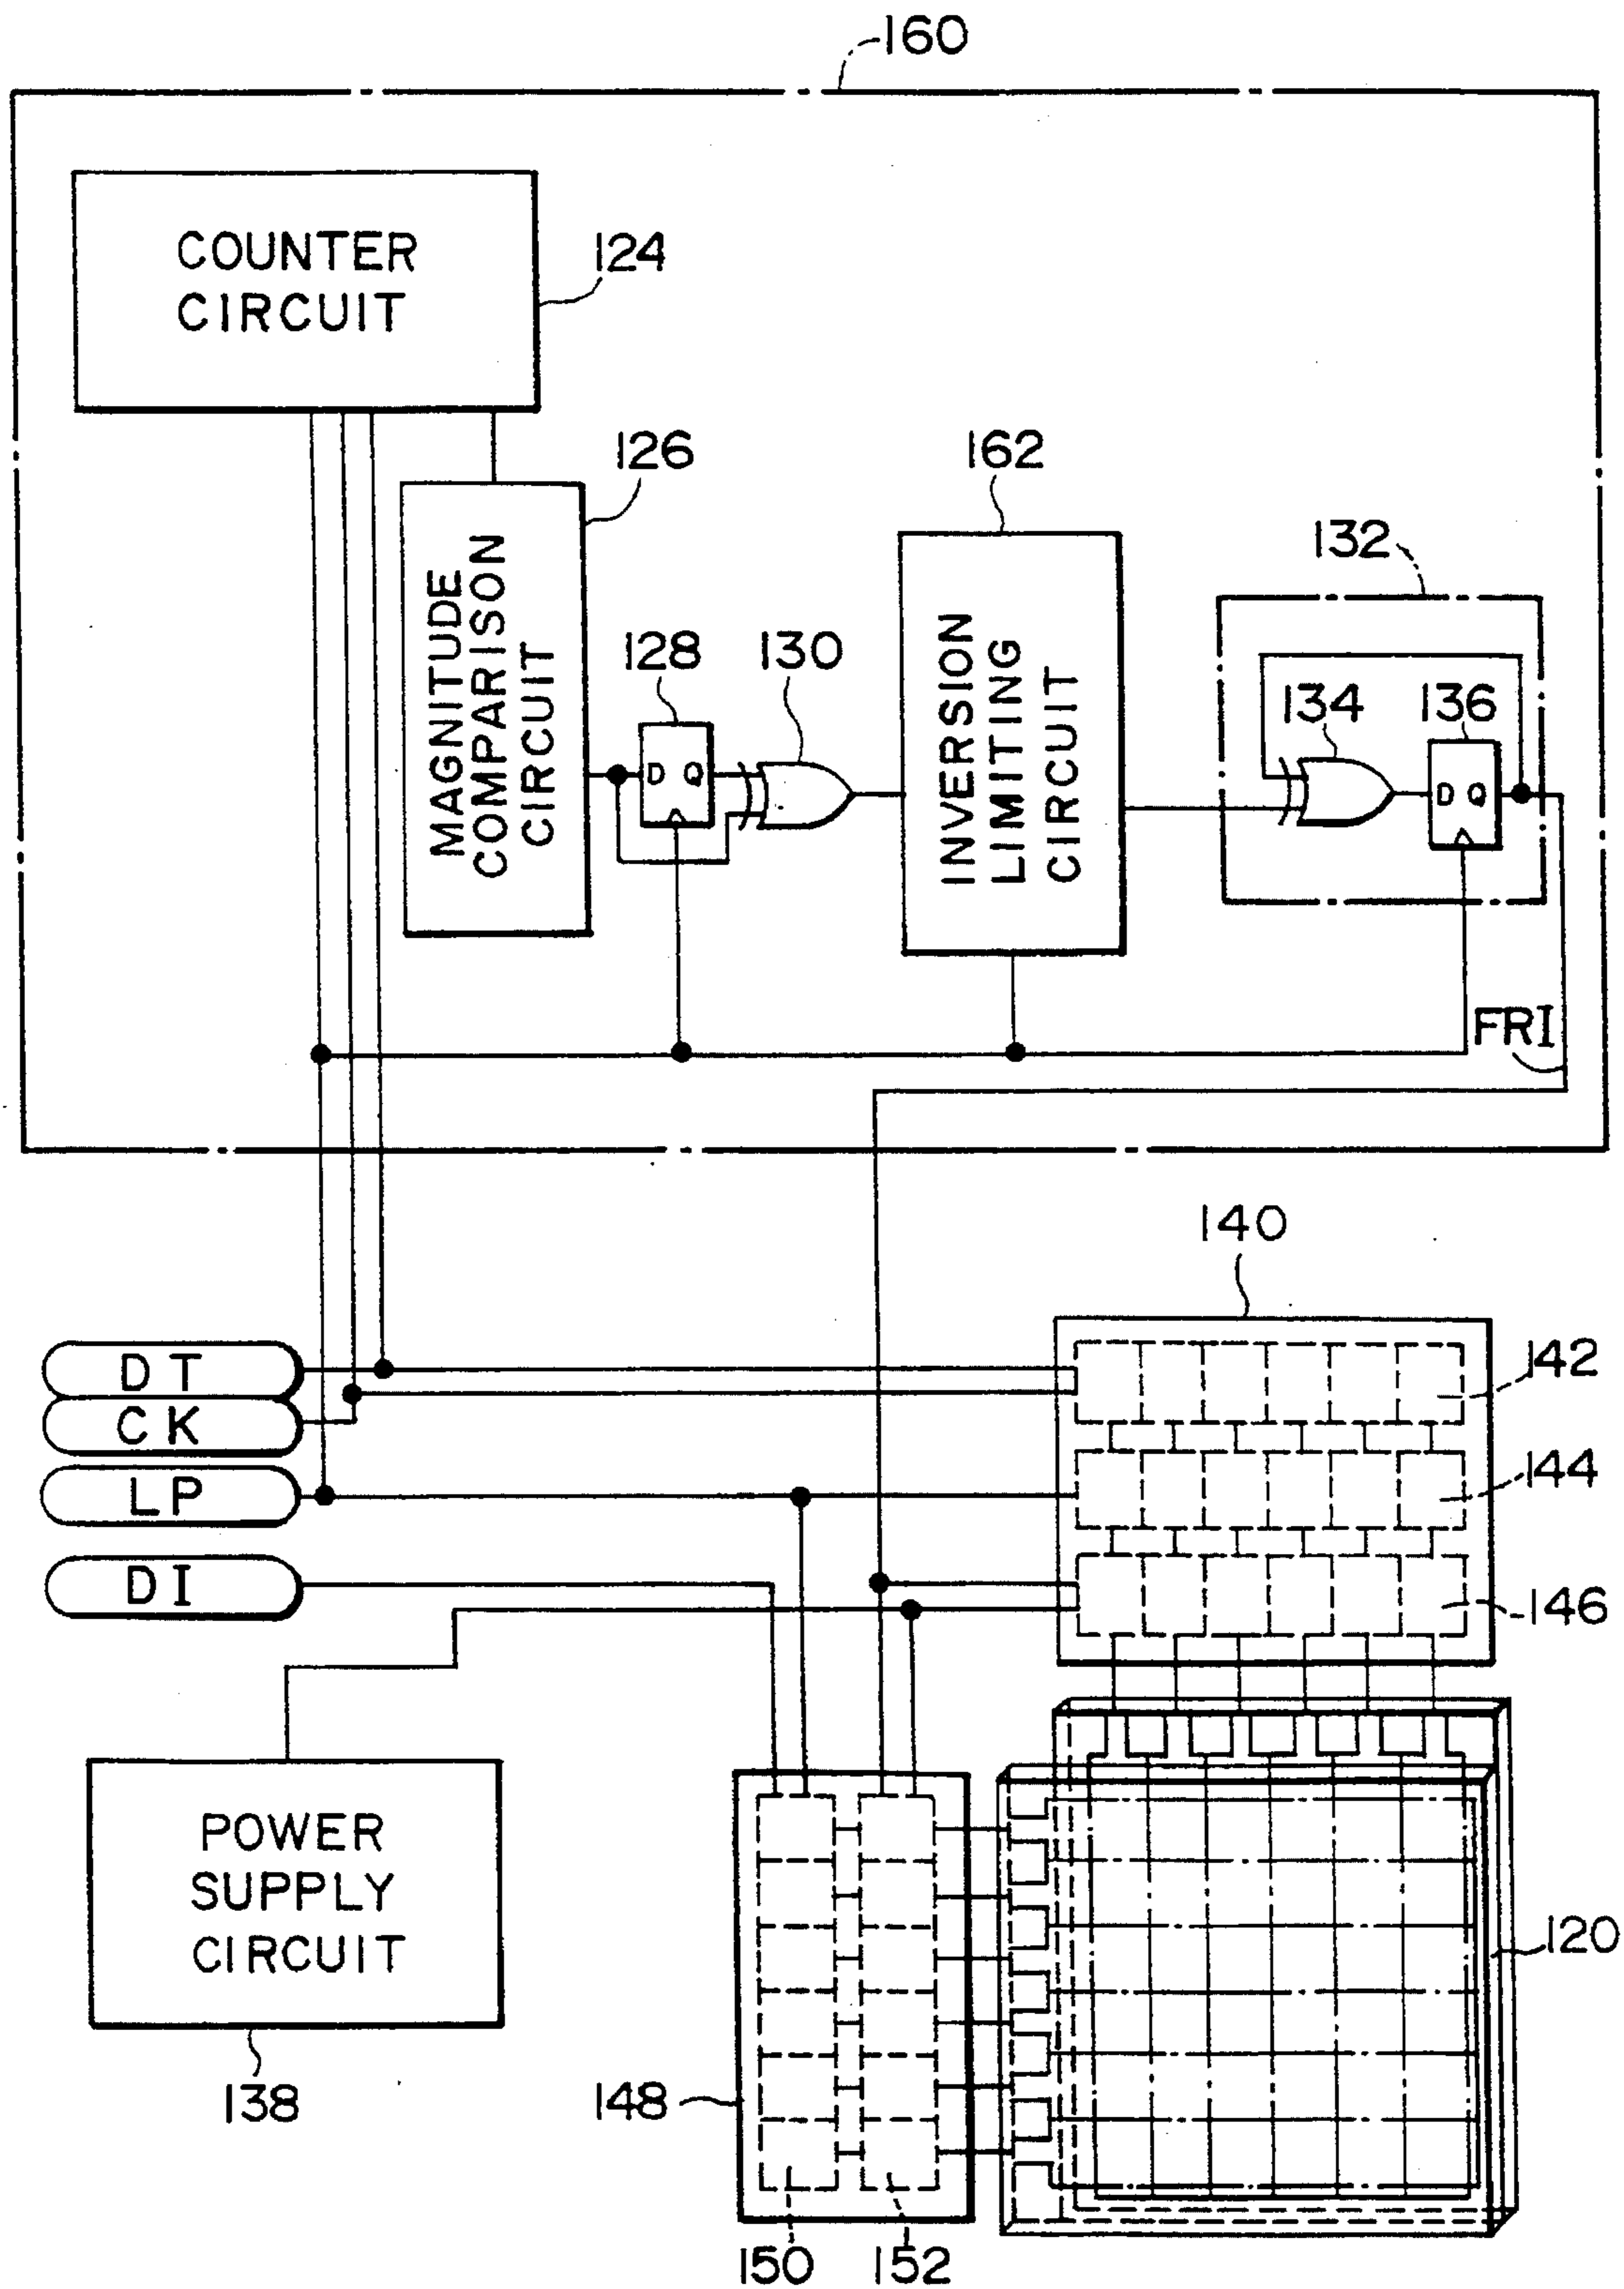 160
COUNTER
CIRCUIT
124
126
162
132
MAGNITUDE
COMPARISON
CIRCUIT
128
130
INVERSION
LIMITING
CIRCUIT
134
136
D Q
D Q
FRI
140
DT
142
CK
LP
144
DI
146
POWER
SUPPLY
CIRCUIT
120
138
148
150
152